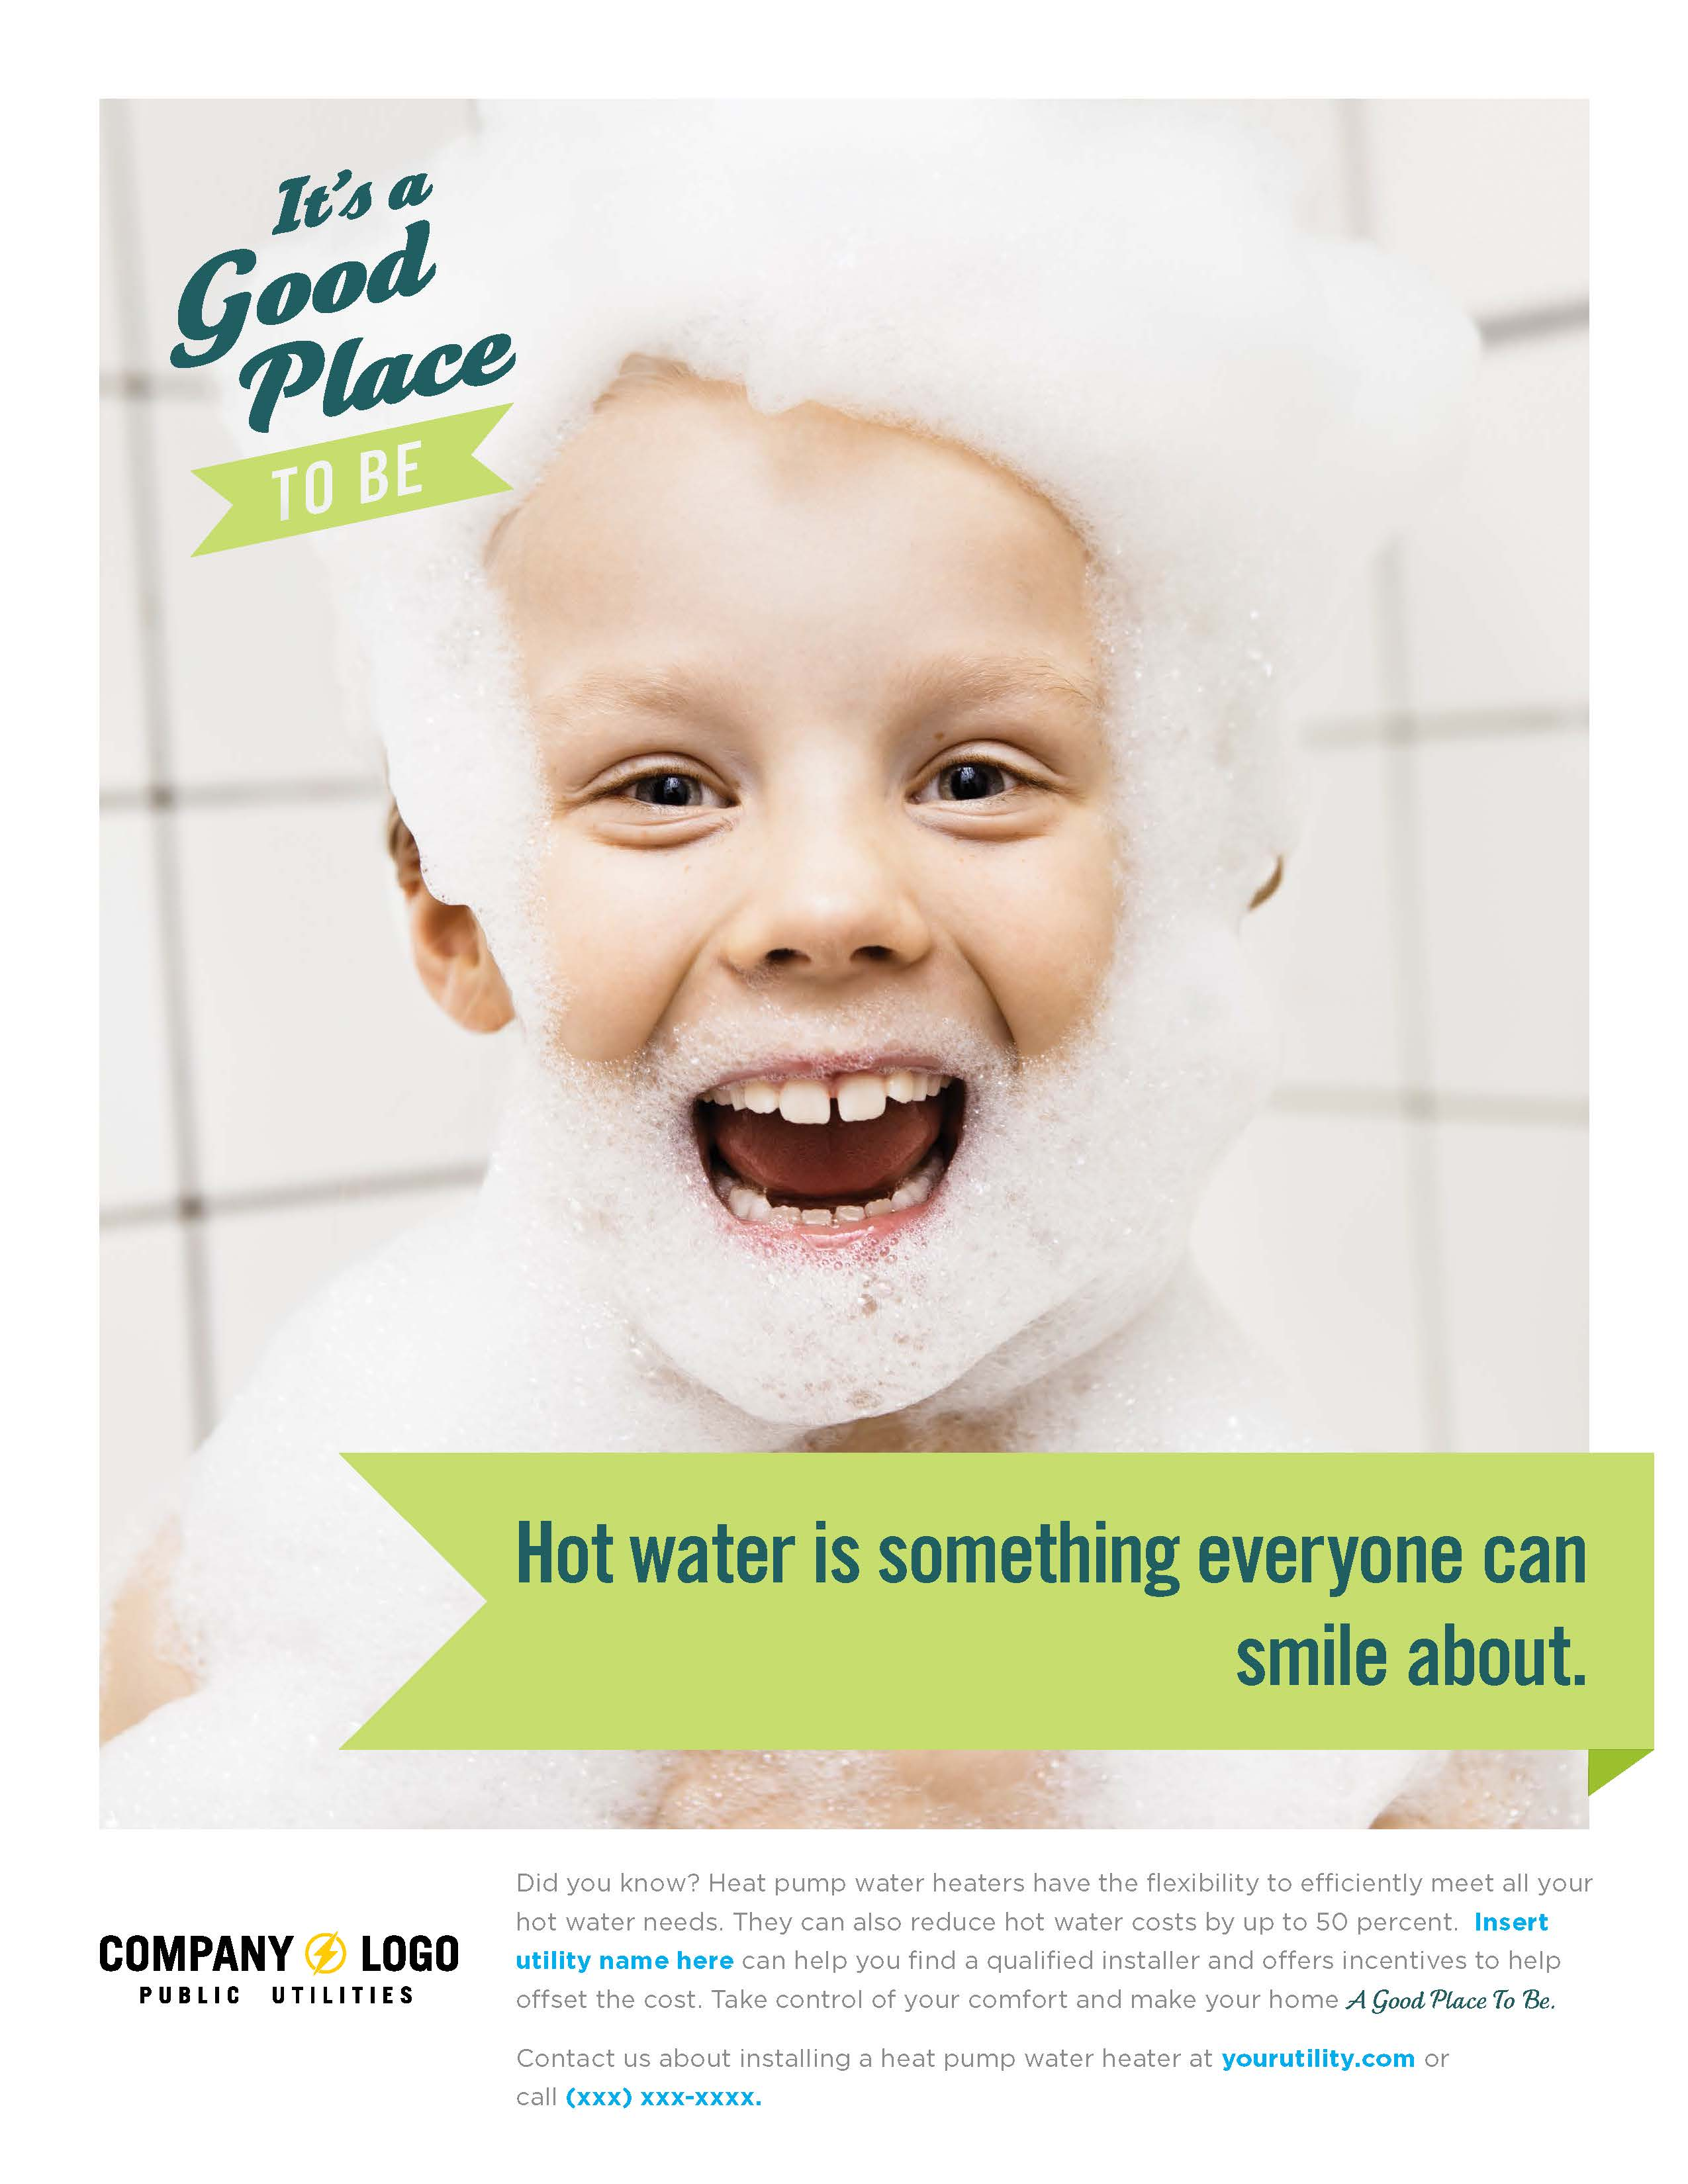 It's a
Good
Place
TO BE
Hot water is something everyone can
smile about.
COMPANY LOGO
PUBLIC UTILITIES
Did you know? Heat pump water heaters have the flexibility to efficiently meet all your
hot water needs. They can also reduce hot water costs by up to 50 percent. Insert
utility name here can help you find a qualified installer and offers incentives to help
offset the cost. Take control of your comfort and make your home A Good Place To Be.
Contact us about installing a heat pump water heater at yourutility.com or
call (xxx) xxx-xxxx.